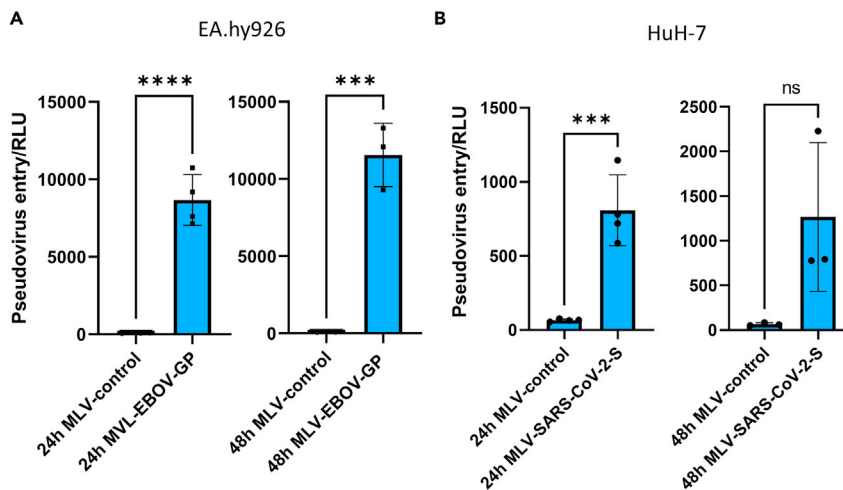 A
EA.hy926
Pseudovirus entry/RLU
15000
10000
5000
0
****
24h MLV-control
24h MVL-EBOV-GP
15000
10000
5000
0
***
48h MLV-control
48h MLV-EBOV-GP
B
HuH-7
Pseudovirus entry/RLU
1500
1000
500
0
***
24h MLV-control
24h MLV-SARS-CoV-2-S
2500
2000
1500
1000
500
0
ns
48h MLV-control
48h MLV-SARS-CoV-2-S